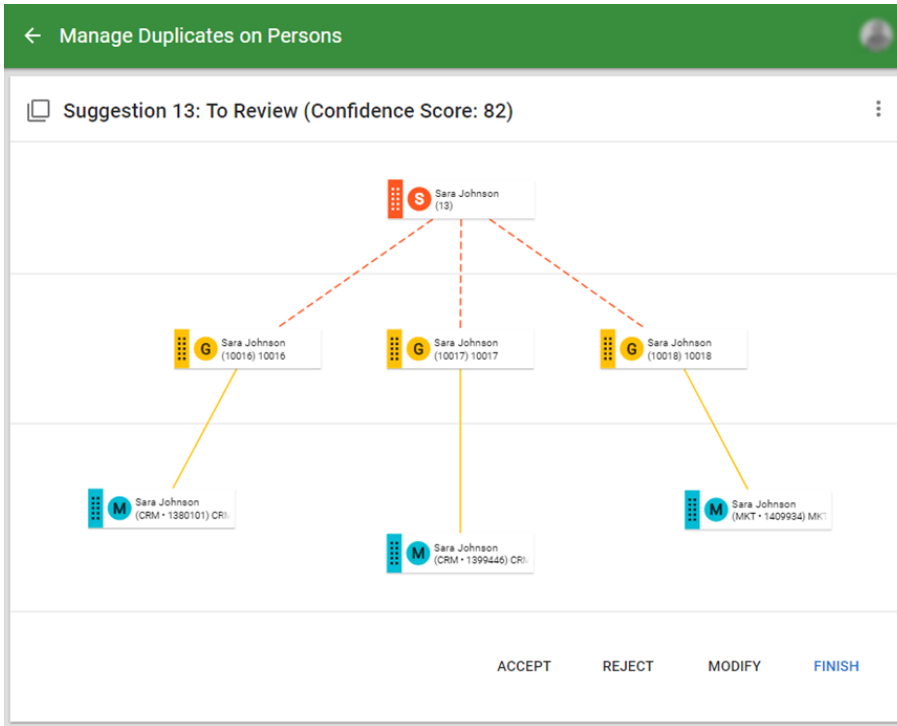 Manage Duplicates on Persons
Suggestion 13: To Review (Confidence Score: 82)
S
Sara Johnson
(13)
G
Sara Johnson
(10016) 10016
G
Sara Johnson
(10017) 10017
G
Sara Johnson
(10018) 10018
M
Sara Johnson
(CRM • 1380101) CRM
M
Sara Johnson
(MKT • 1409934) MKT
M
Sara Johnson
(CRM • 1399446) CRM
ACCEPT REJECT MODIFY FINISH